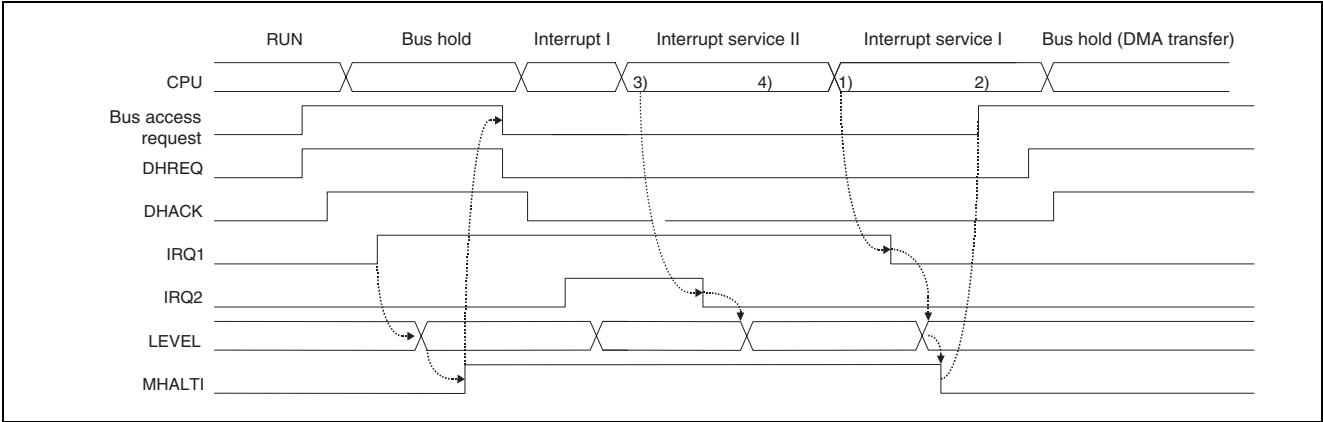 RUN Bus hold Interrupt I Interrupt service II Interrupt service I Bus hold (DMA transfer)
CPU 3) 4) 1) 2)
Bus access
request
DHREQ
DHACK
IRQ1
IRQ2
LEVEL
MHALTI